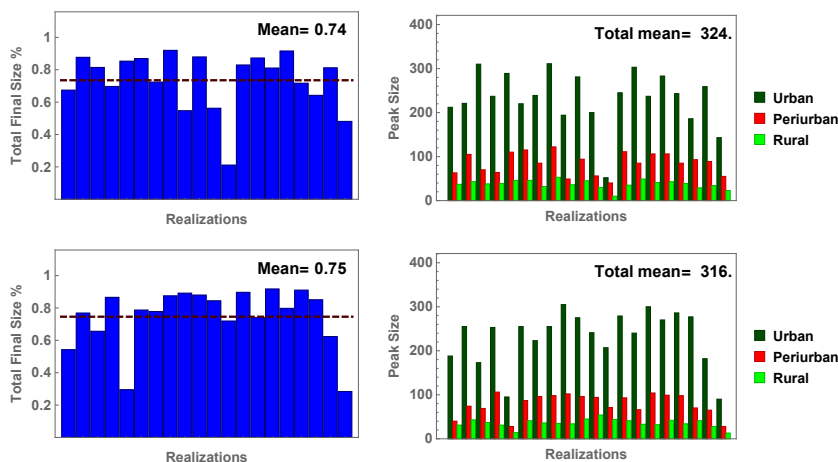 Mean= 0.74
1
0.8
0.6
0.4
0.2
Total Final Size %
Realizations
Total mean= 324.
400
300
200
100
0
Peak Size
Realizations
Urban
Periurban
Rural
Mean= 0.75
1
0.8
0.6
0.4
0.2
Total Final Size %
Realizations
Total mean= 316.
400
300
200
100
0
Peak Size
Realizations
Urban
Periurban
Rural